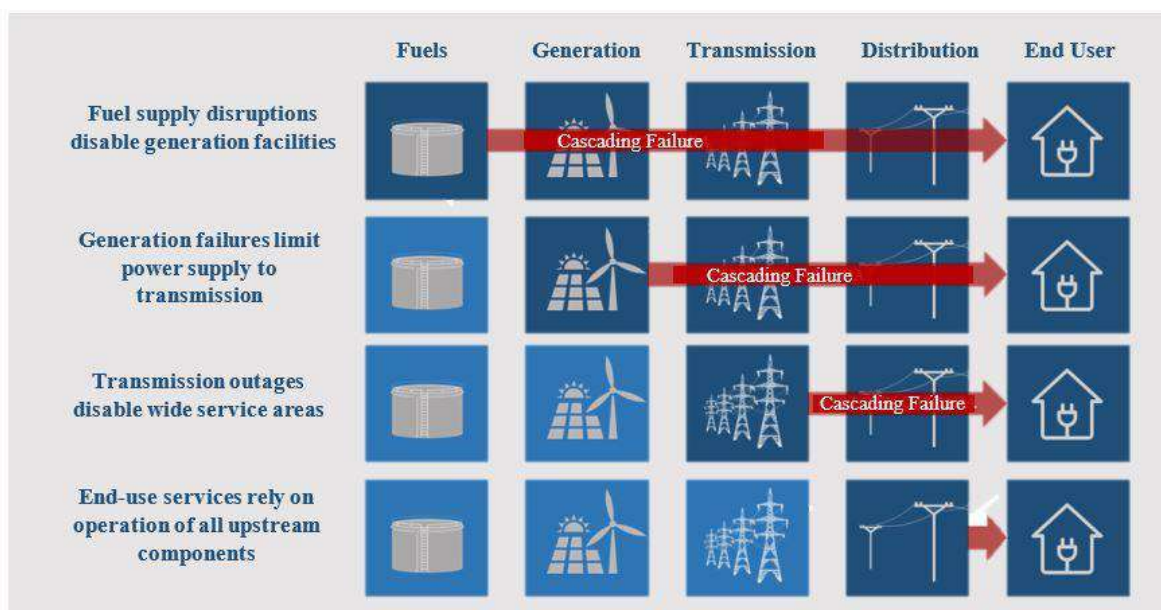 Fuels Generation Transmission Distribution End User
Fuel supply disruptions
disable generation facilities
Cascading Failure
Generation failures limit
power supply to
transmission
Cascading Failure
Transmission outages
disable wide service areas
Cascading Failure
End-use services rely on
operation of all upstream
components